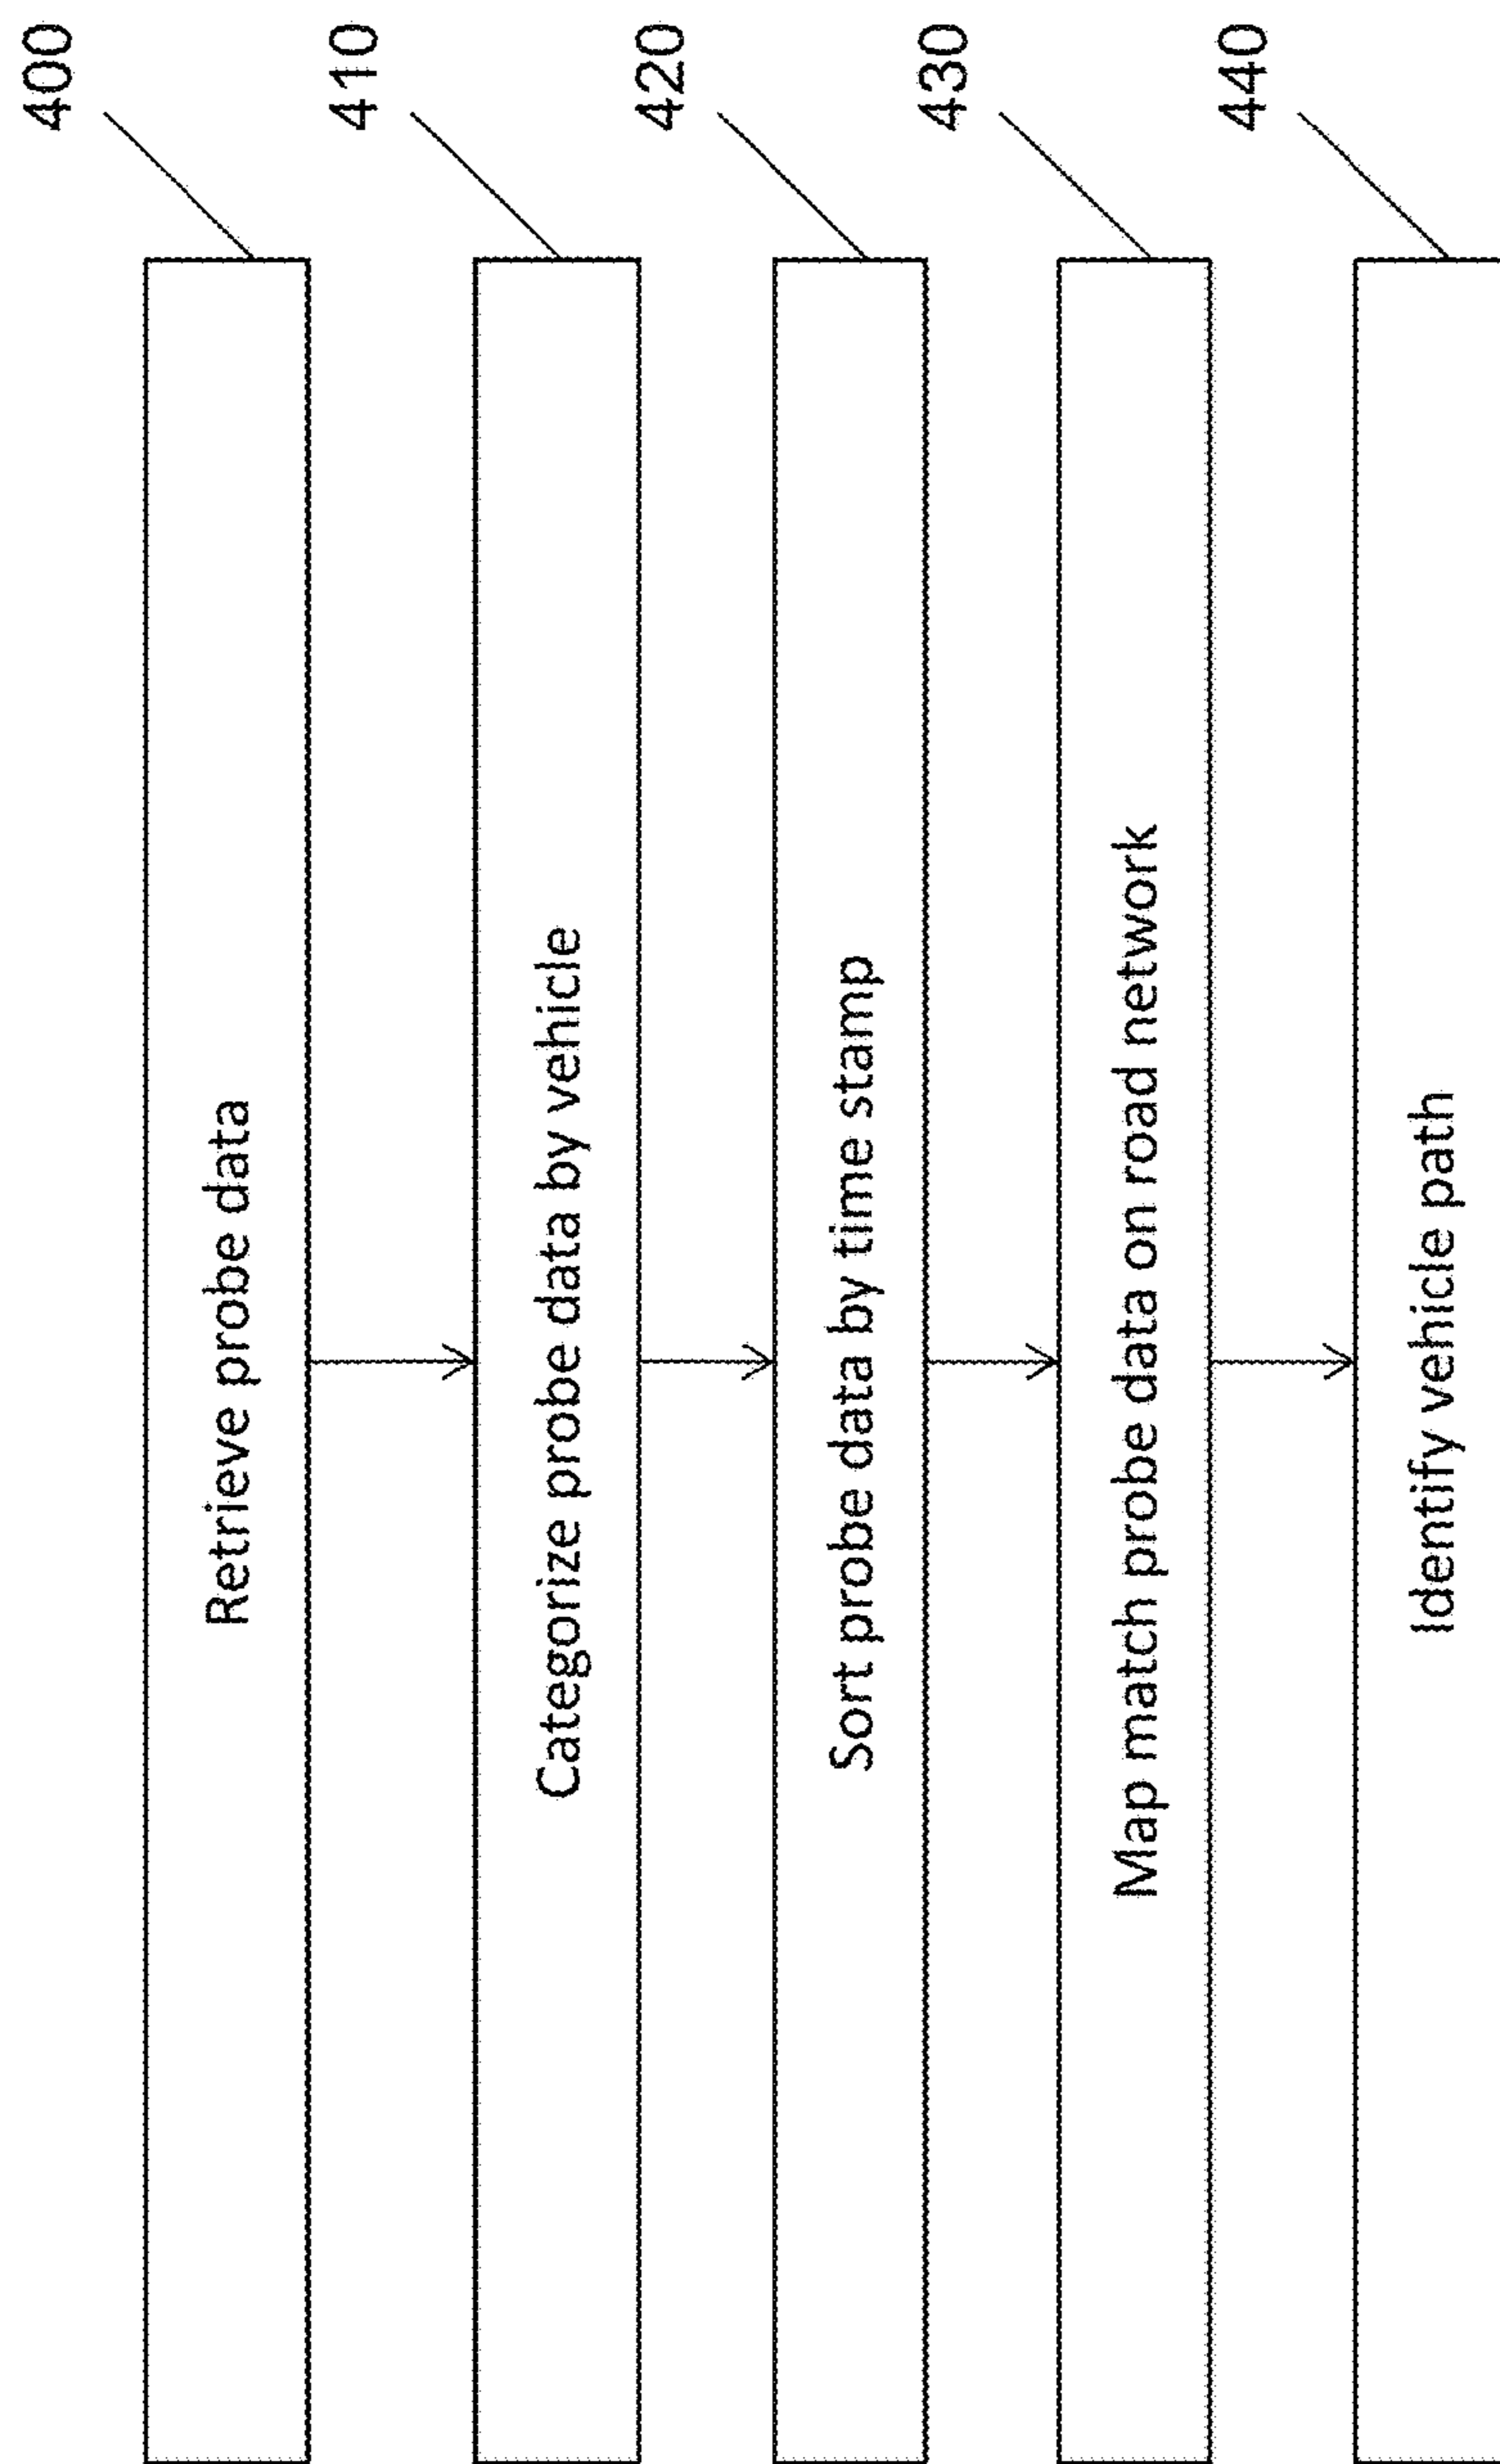 400
Retrieve probe data
410
Categorize probe data by vehicle
420
Sort probe data by time stamp
430
Map match probe data on road network
440
Identify vehicle path